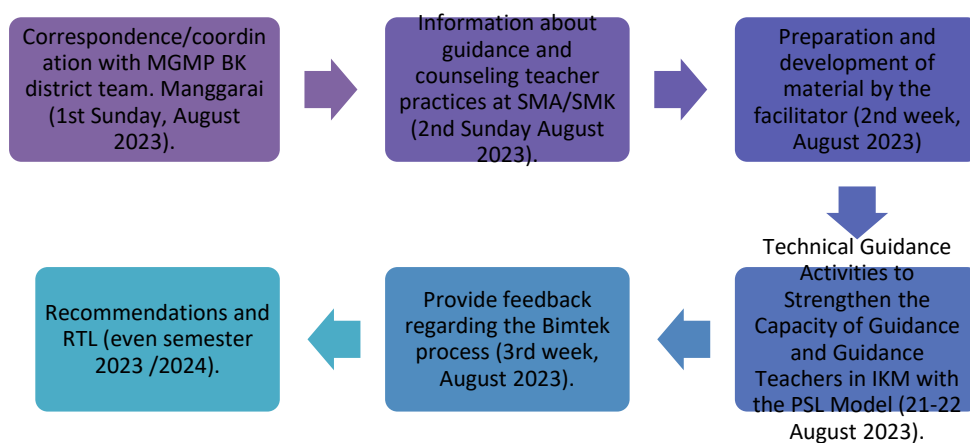 Correspondence/coordin
ation with MGMP BK
district team. Manggarai
(1st Sunday, August
2023).
Information about
guidance and
counseling teacher
practices at SMA/SMK
(2nd Sunday August
2023).
Preparation and
development of
material by the
facilitator (2nd week,
August 2023)
Technical Guidance
Activities to
Strengthen the
Capacity of Guidance
and Guidance
Teachers in IKM with
the PSL Model (21-22
August 2023).
Provide feedback
regarding the Bimtek
process (3rd week,
August 2023).
Recommendations and
RTL (even semester
2023 /2024).